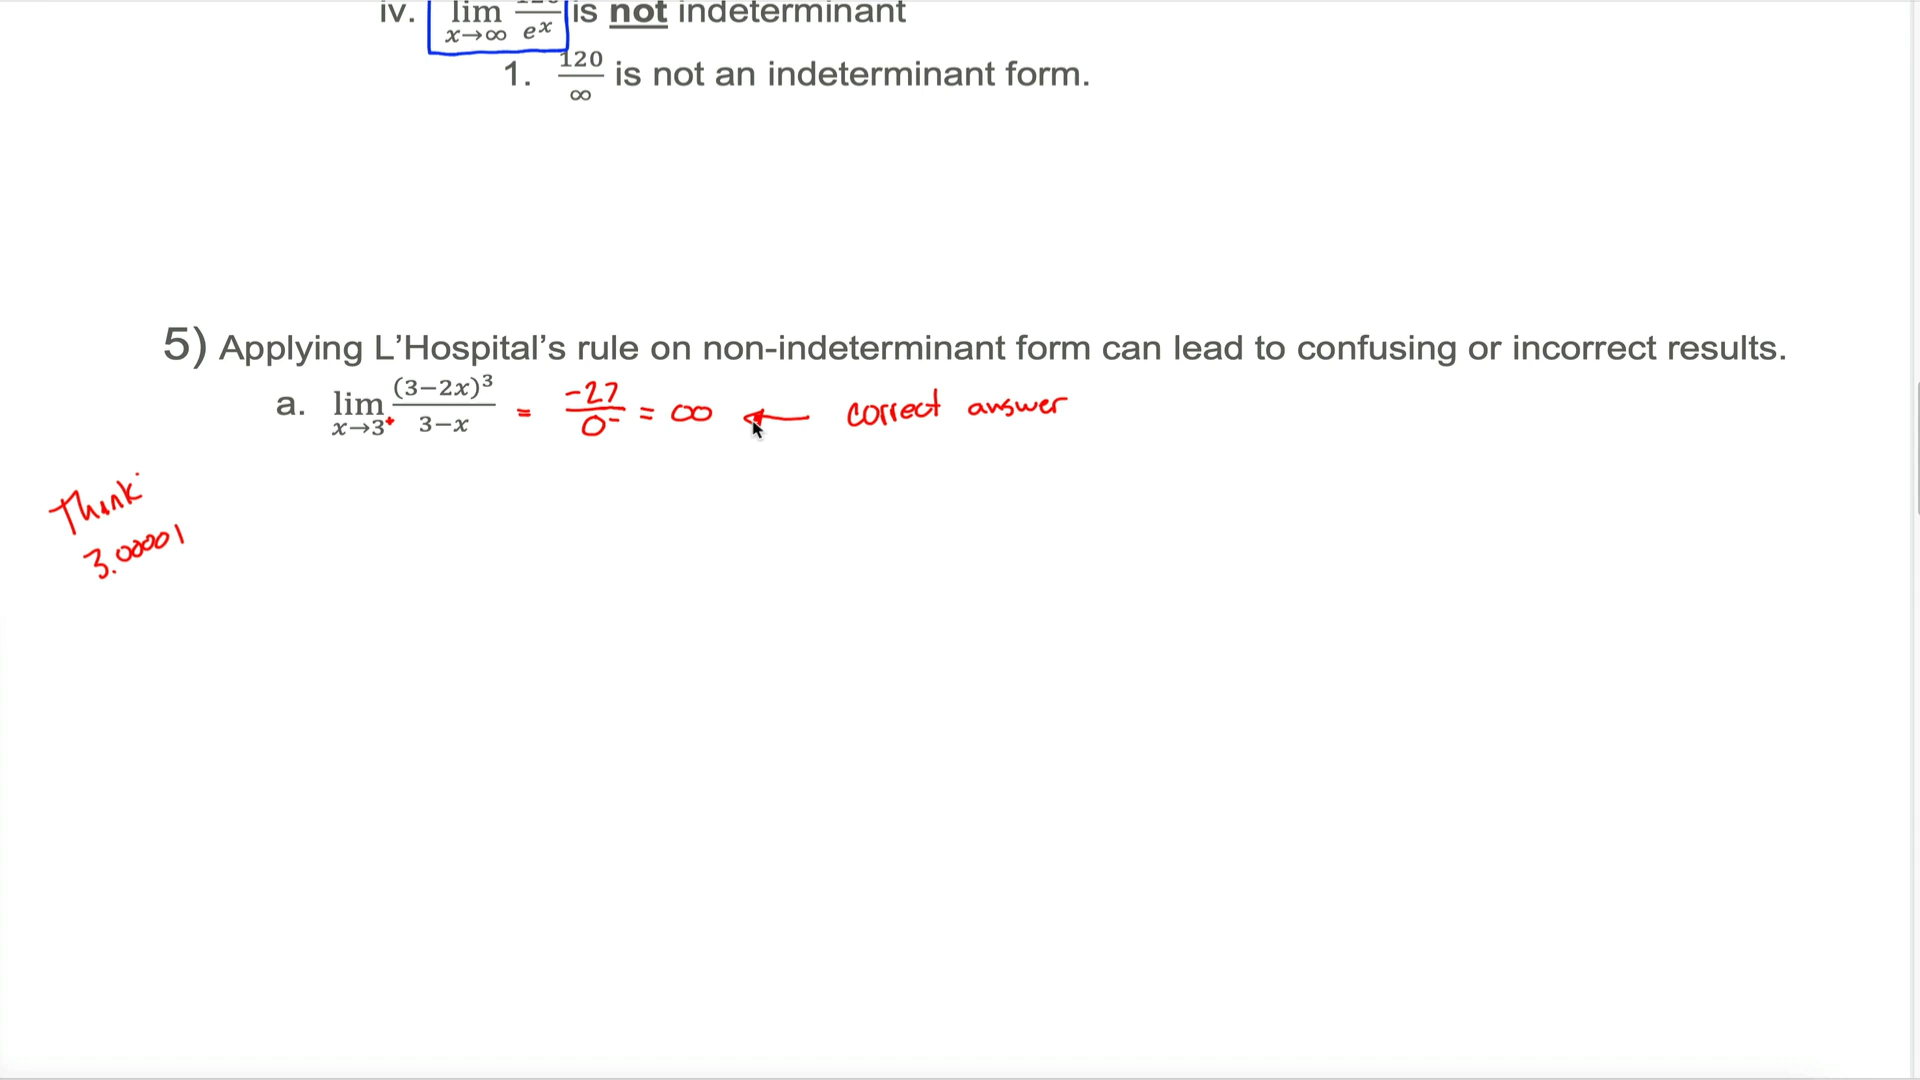 iv. lim x→∞ e^x is not indeterminant
1. 120/∞ is not an indeterminant form.
5) Applying L’Hospital’s rule on non-indeterminant form can lead to confusing or incorrect results.
a. lim x→3⁺ (3−2x)³/(3−x) = -27/0⁻ = ∞ ← correct answer
Think
3.00001